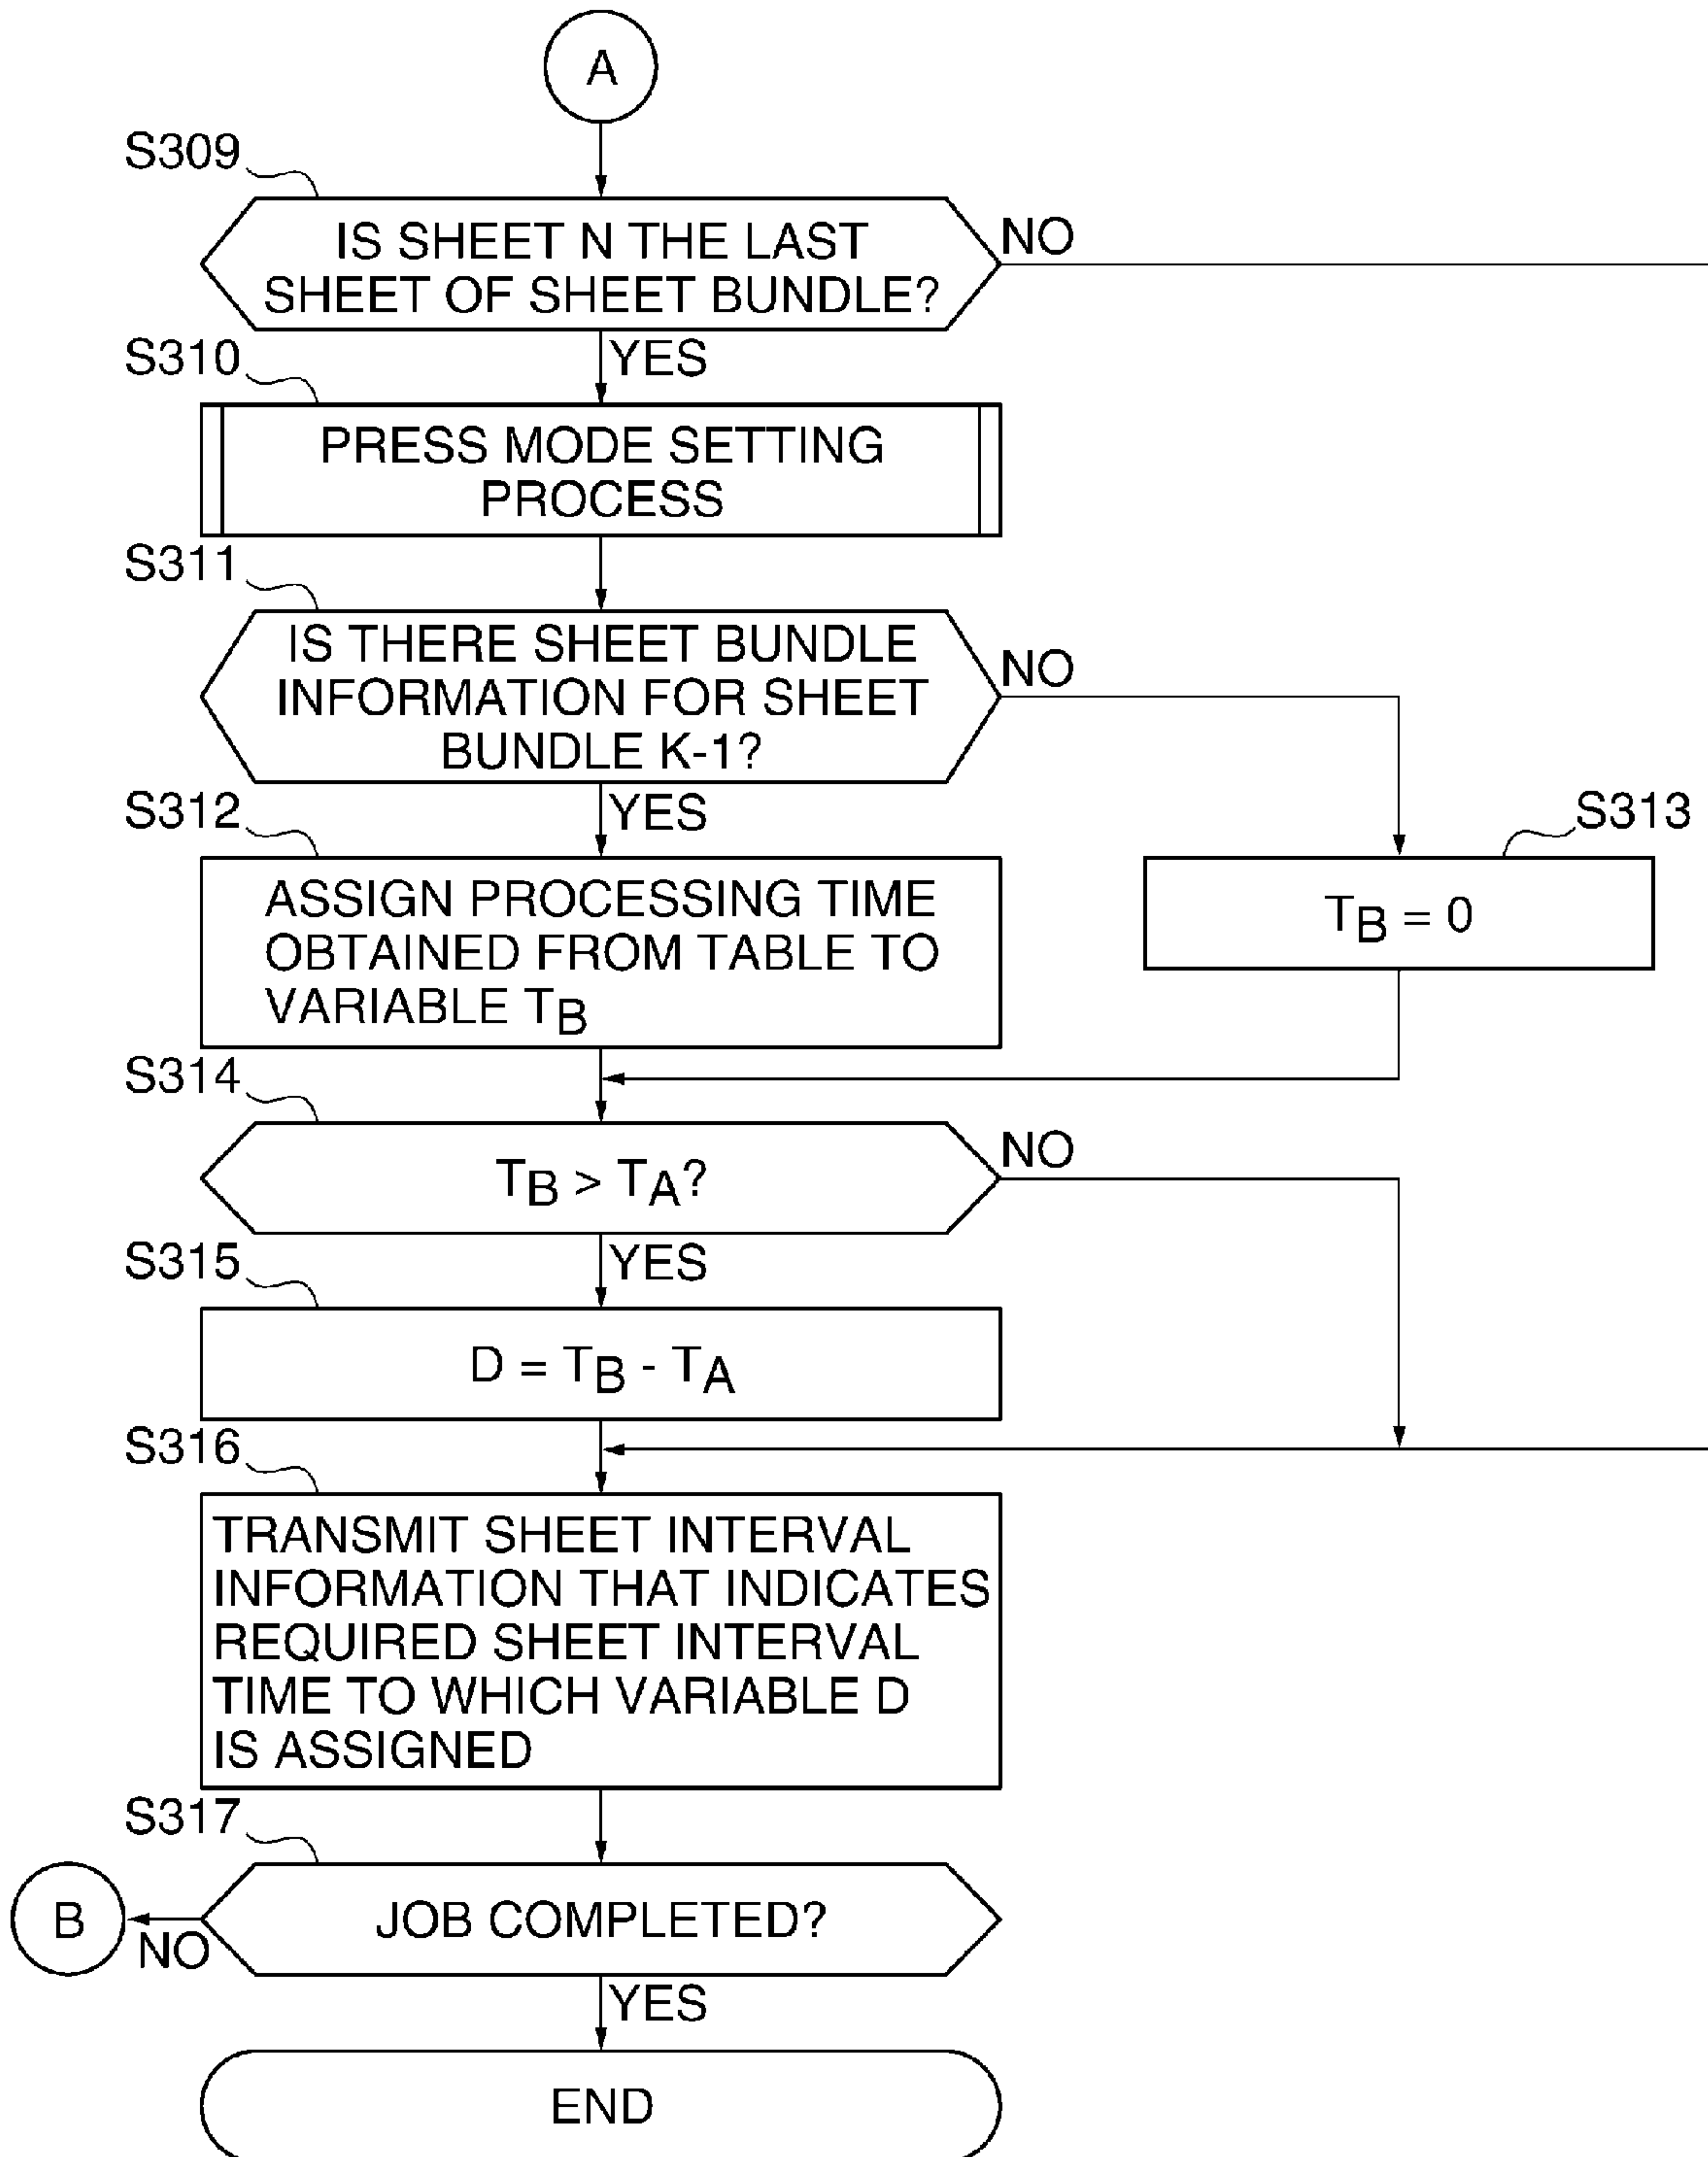 A
S309
IS SHEET N THE LAST
SHEET OF SHEET BUNDLE?
NO
YES
S310
PRESS MODE SETTING
PROCESS
S311
IS THERE SHEET BUNDLE
INFORMATION FOR SHEET
BUNDLE K-1?
NO
YES
S312
ASSIGN PROCESSING TIME
OBTAINED FROM TABLE TO
VARIABLE TB
S313
TB = 0
S314
TB > TA?
NO
YES
S315
D = TB - TA
S316
TRANSMIT SHEET INTERVAL
INFORMATION THAT INDICATES
REQUIRED SHEET INTERVAL
TIME TO WHICH VARIABLE D
IS ASSIGNED
S317
JOB COMPLETED?
B
NO
YES
END